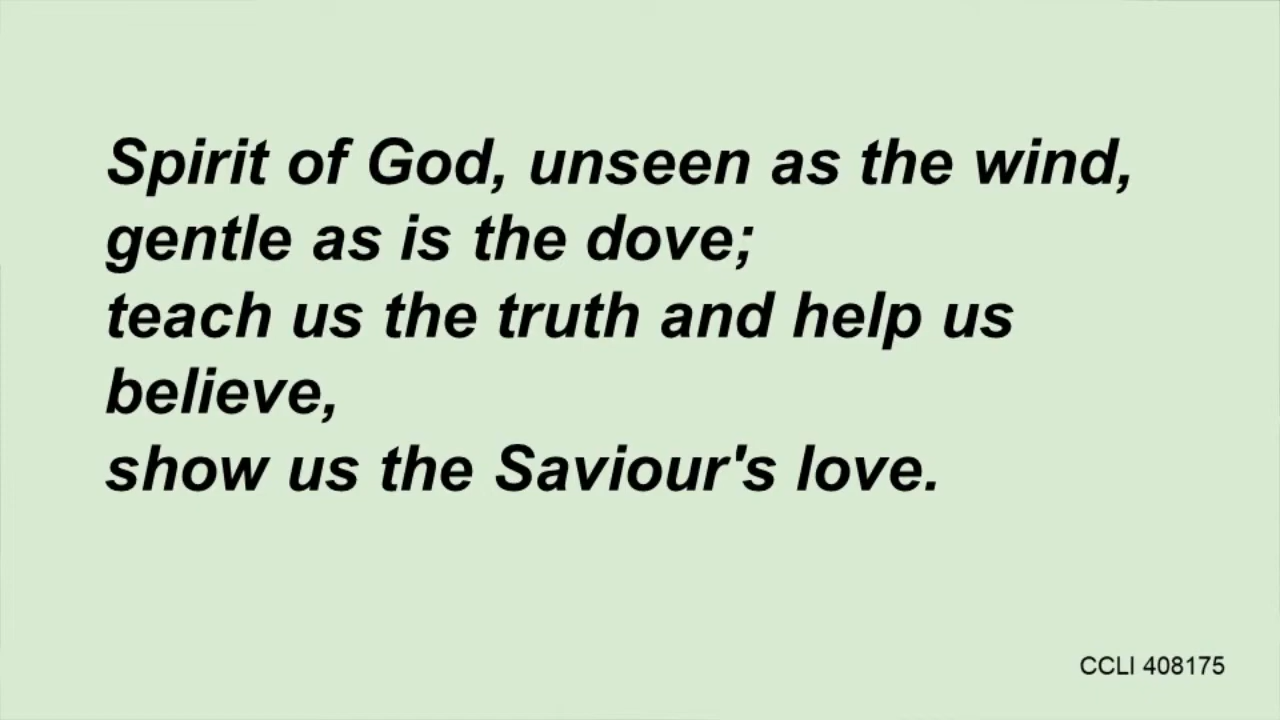 Spirit of God, unseen as the wind,
gentle as is the dove;
teach us the truth and help us
believe,
show us the Saviour's love.
CCLI 408175